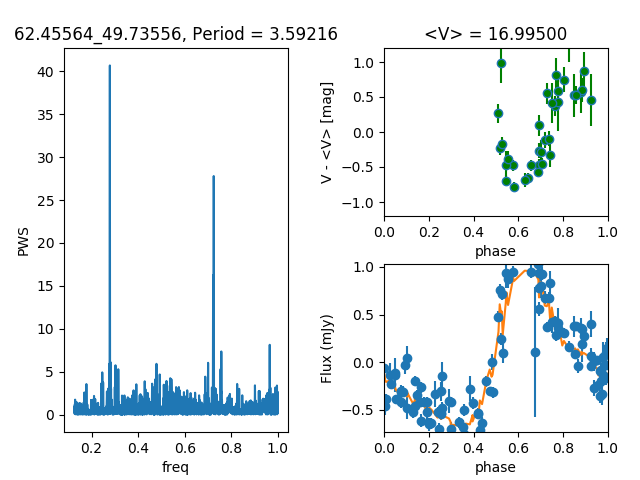 62.45564_49.73556, Period = 3.59216
<V> = 16.99500
PWS
40
35
30
25
20
15
10
5
0
0.2 0.4 0.6 0.8 1.0
freq
V - <V> [mag]
1.0
0.5
0.0
−0.5
−1.0
0.0 0.2 0.4 0.6 0.8 1.0
phase
Flux (mJy)
1.0
0.5
0.0
−0.5
0.0 0.2 0.4 0.6 0.8 1.0
phase